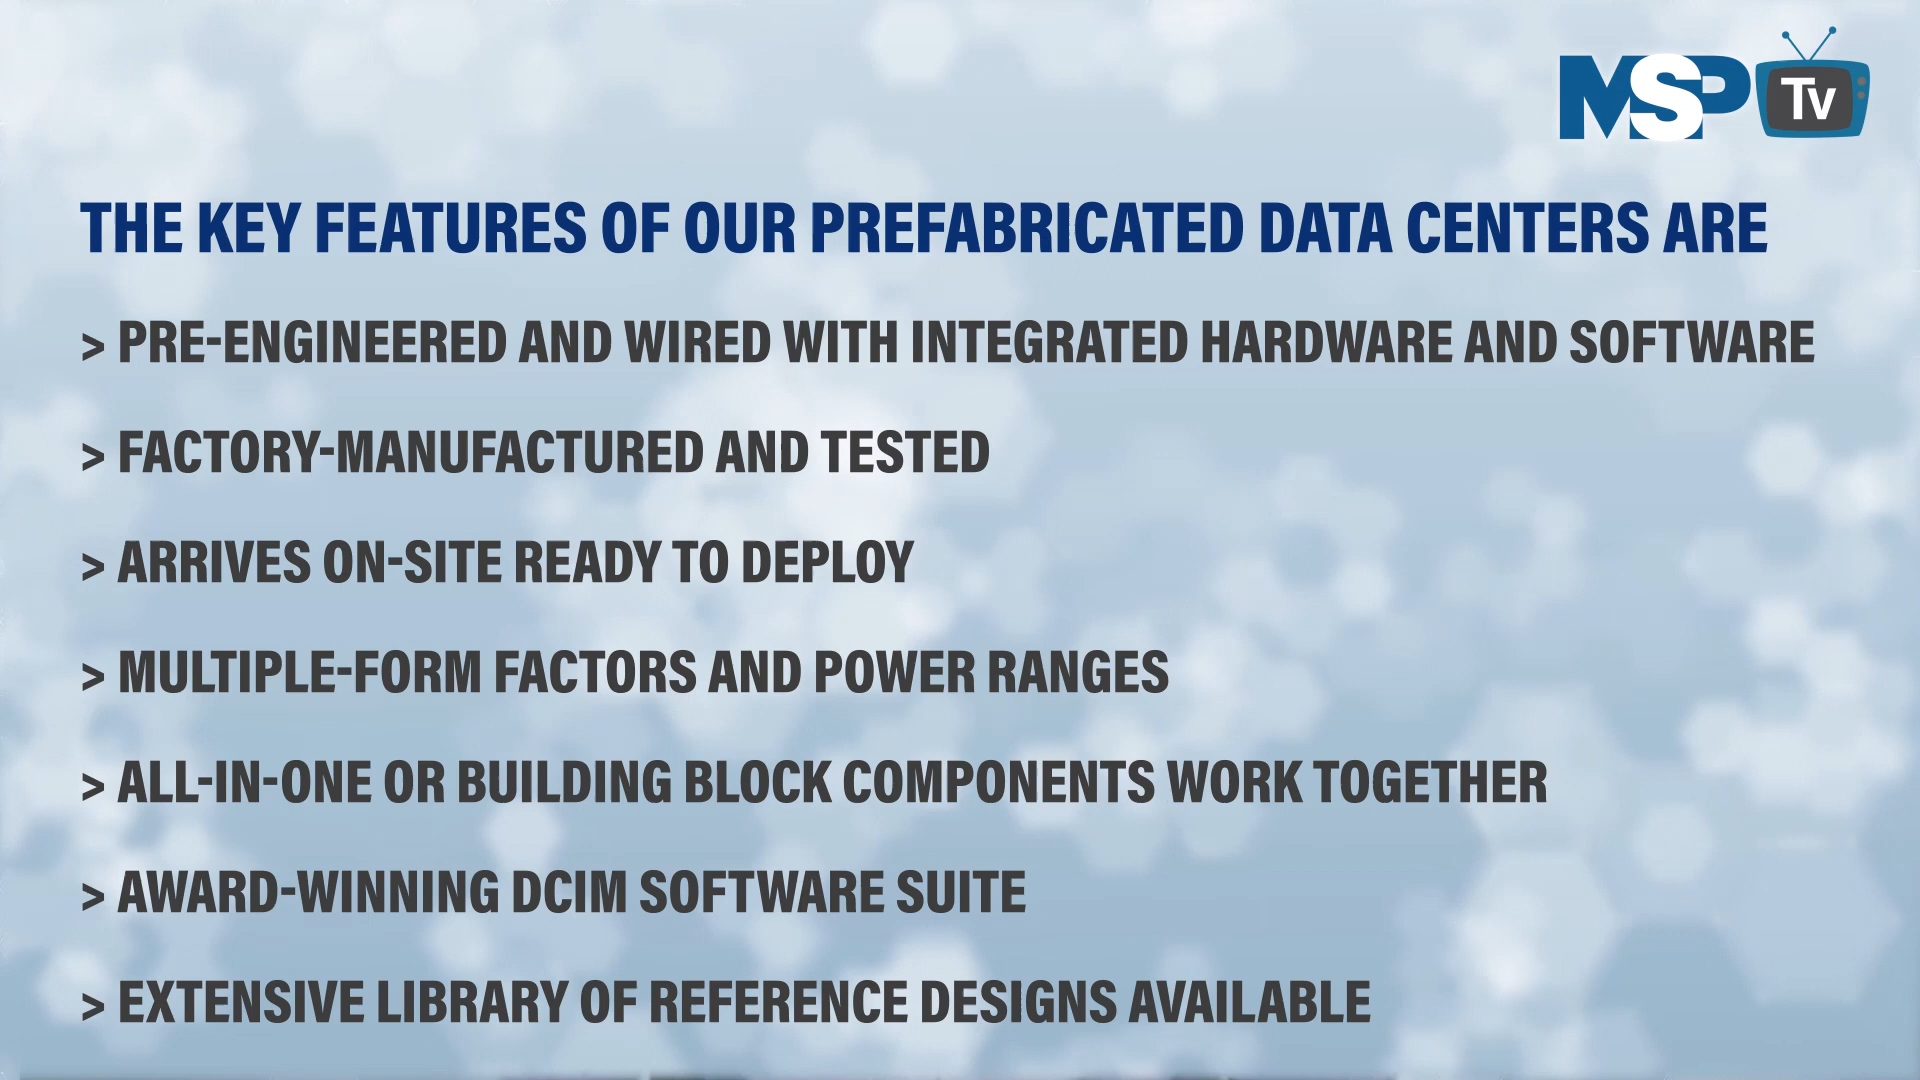 MSP Tv
THE KEY FEATURES OF OUR PREFABRICATED DATA CENTERS ARE
> PRE-ENGINEERED AND WIRED WITH INTEGRATED HARDWARE AND SOFTWARE
> FACTORY-MANUFACTURED AND TESTED
> ARRIVES ON-SITE READY TO DEPLOY
> MULTIPLE-FORM FACTORS AND POWER RANGES
> ALL-IN-ONE OR BUILDING BLOCK COMPONENTS WORK TOGETHER
> AWARD-WINNING DCIM SOFTWARE SUITE
> EXTENSIVE LIBRARY OF REFERENCE DESIGNS AVAILABLE